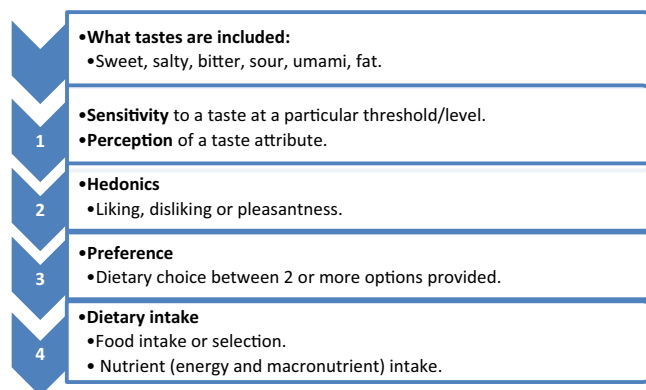 •What tastes are included:
•Sweet, salty, bitter, sour, umami, fat.
1
•Sensitivity to a taste at a particular threshold/level.
•Perception of a taste attribute.
2
•Hedonics
•Liking, disliking or pleasantness.
3
•Preference
•Dietary choice between 2 or more options provided.
4
•Dietary intake
•Food intake or selection.
• Nutrient (energy and macronutrient) intake.